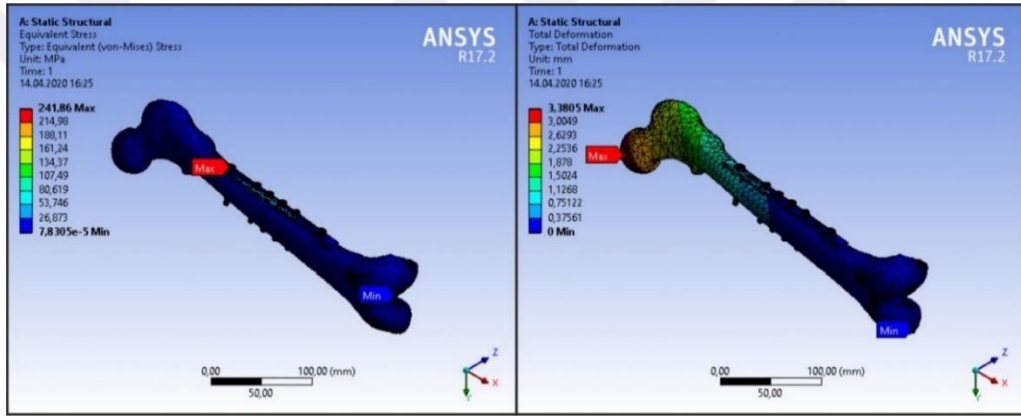 A: Static Structural
Equivalent Stress
Type: Equivalent (von-Mises) Stress
Unit: MPa
Time: 1
14.04.2020 16:25
ANSYS
R17.2
241,86 Max
214,98
188,11
161,24
134,37
107,49
80,619
53,746
26,873
7,8305e-5 Min
Max
Min
0,00
100,00 (mm)
50,00
Z
X
Y
A: Static Structural
Total Deformation
Type: Total Deformation
Unit: mm
Time: 1
14.04.2020 16:25
ANSYS
R17.2
3,3805 Max
3,0049
2,6293
2,2536
1,878
1,5024
1,1268
0,75122
0,37561
0 Min
Max
Min
0,00
100,00 (mm)
50,00
Z
X
Y